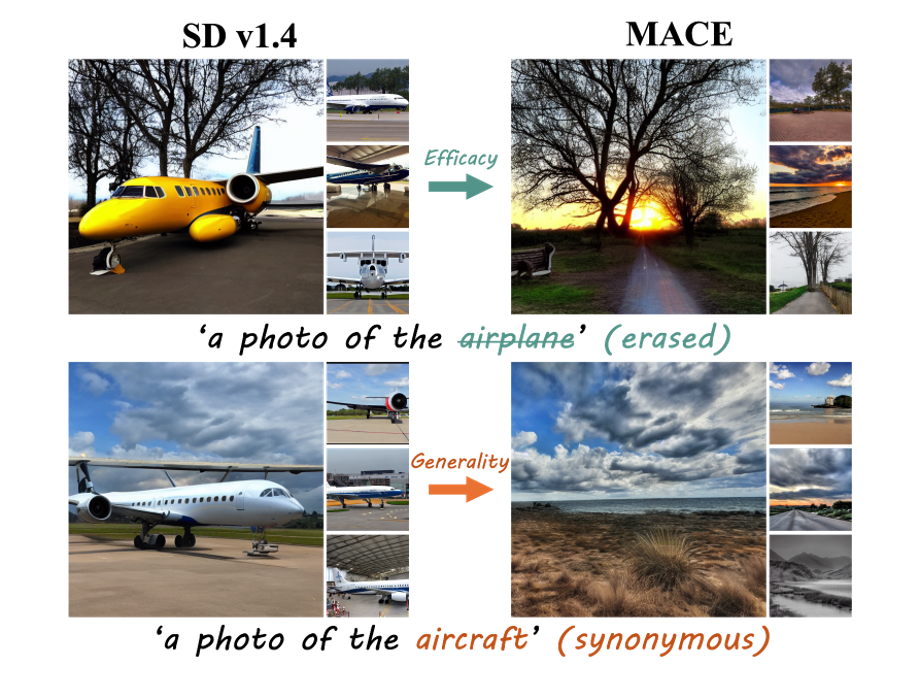 SD v1.4 MACE
Efficacy
‘a photo of the airplane’ (erased)
Generality
‘a photo of the aircraft’ (synonymous)